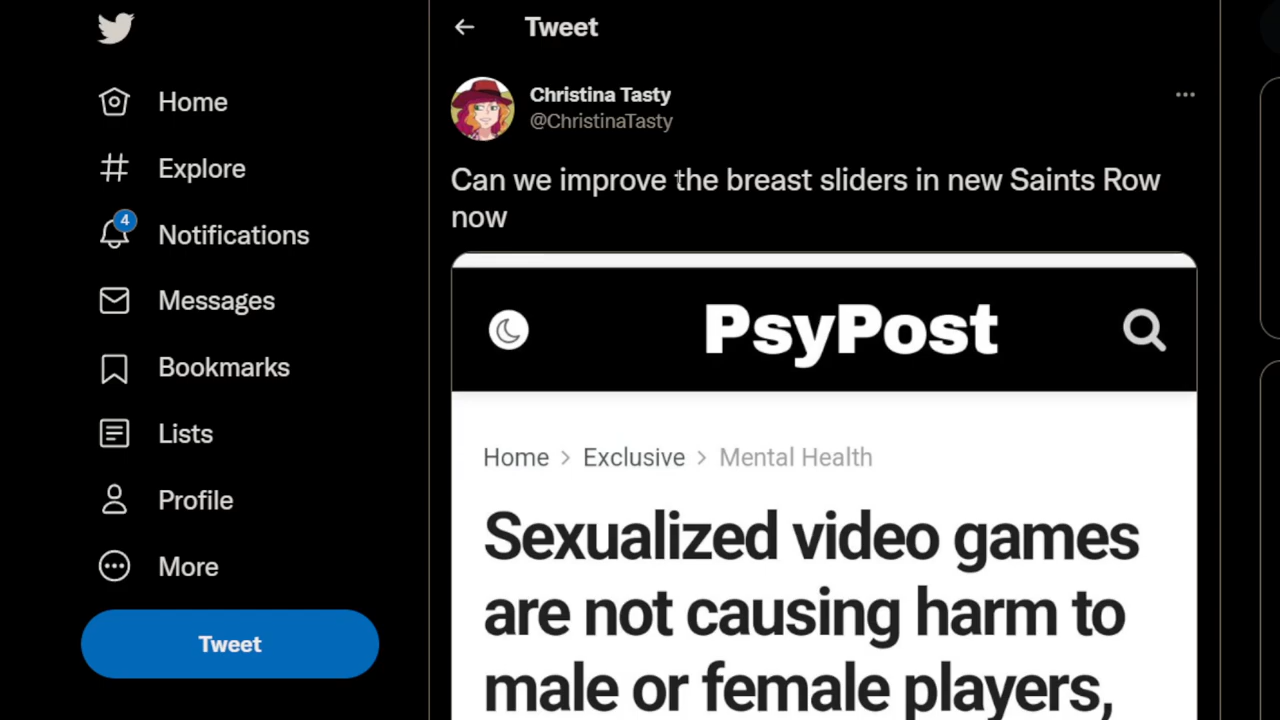 Tweet
Christina Tasty
@ChristinaTasty
Home
Explore
4
Notifications
Messages
Bookmarks
Lists
Profile
More
Tweet
Can we improve the breast sliders in new Saints Row
now
PsyPost
Home > Exclusive > Mental Health
Sexualized video games
are not causing harm to
male or female players,